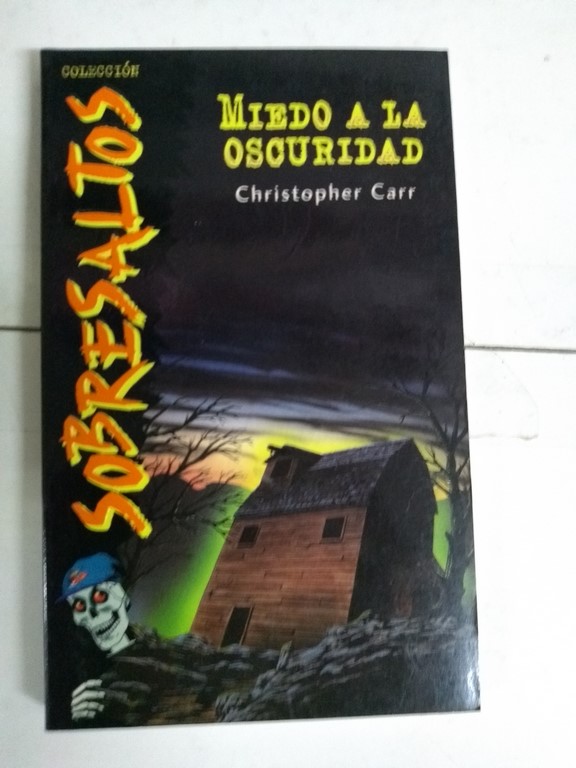 COLECCIÓN
SOBRESALTOS
MIEDO A LA
OSCURIDAD
Christopher Carr